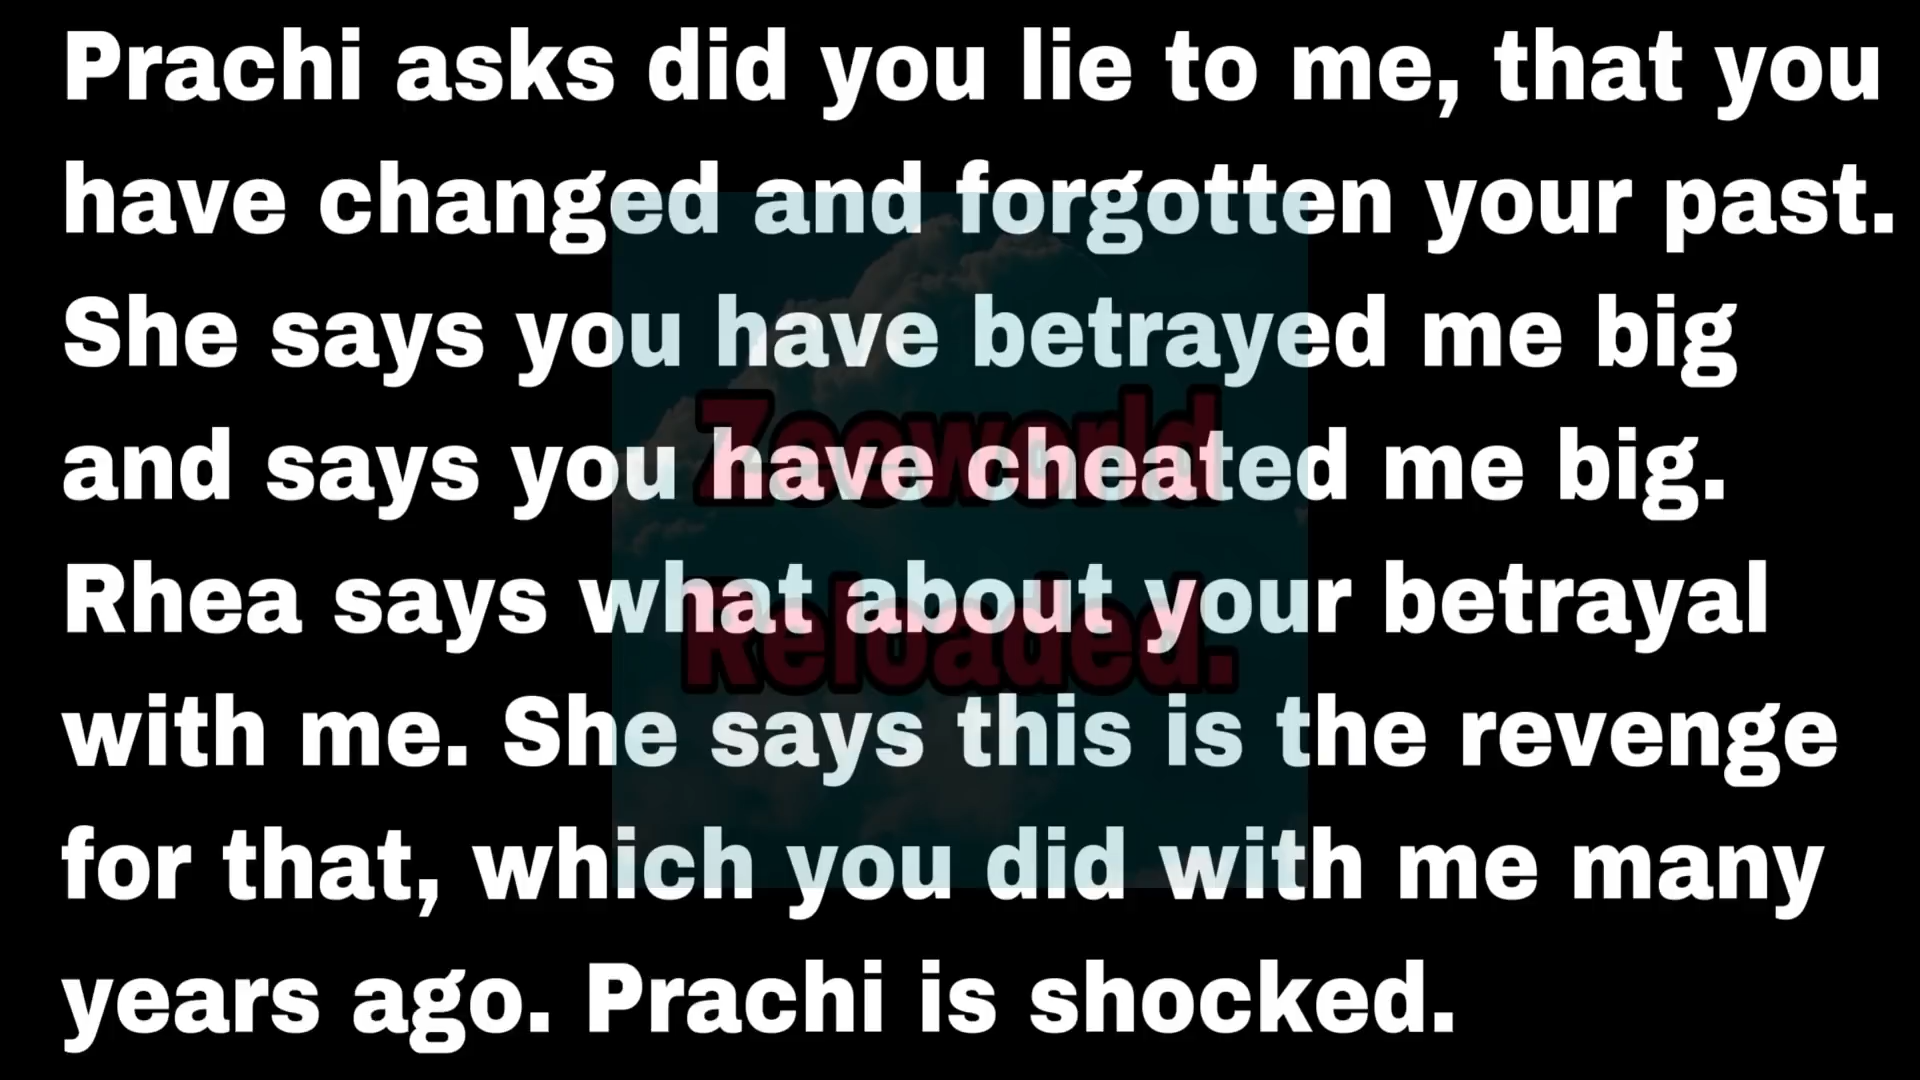 Prachi asks did you lie to me, that you
have changed and forgotten your past.
She says you have betrayed me big
and says you have cheated me big.
Rhea says what about your betrayal
with me. She says this is the revenge
for that, which you did with me many
years ago. Prachi is shocked.
Zeeworld
Reloaded.